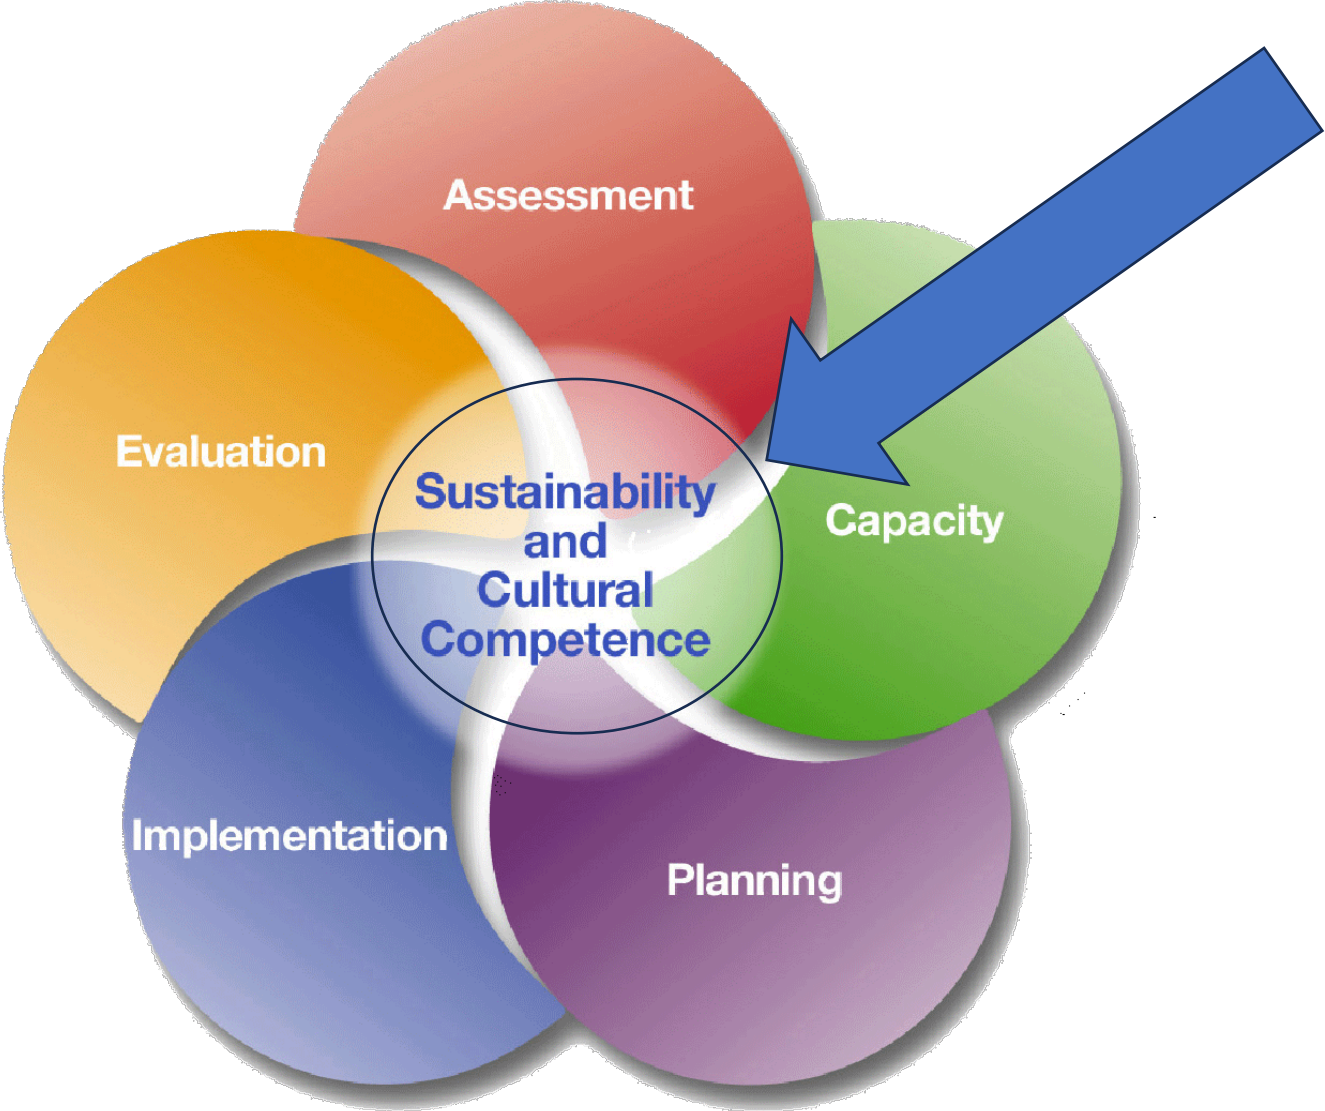 Assessment
Evaluation
Sustainability
and
Cultural
Competence
Capacity
Implementation
Planning